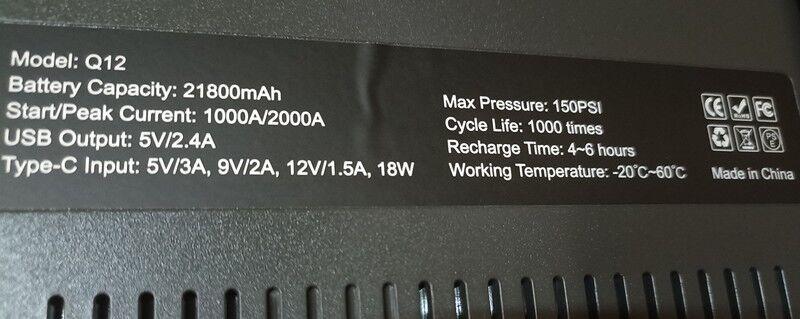 Model: Q12
Battery Capacity: 21800mAh
Start/Peak Current: 1000A/2000A
USB Output: 5V/2.4A
Type-C Input: 5V/3A, 9V/2A, 12V/1.5A, 18W
Max Pressure: 150PSI
Cycle Life: 1000 times
Recharge Time: 4~6 hours
Working Temperature: -20°C~60°C
CE RoHS FC
PSE
Made in China